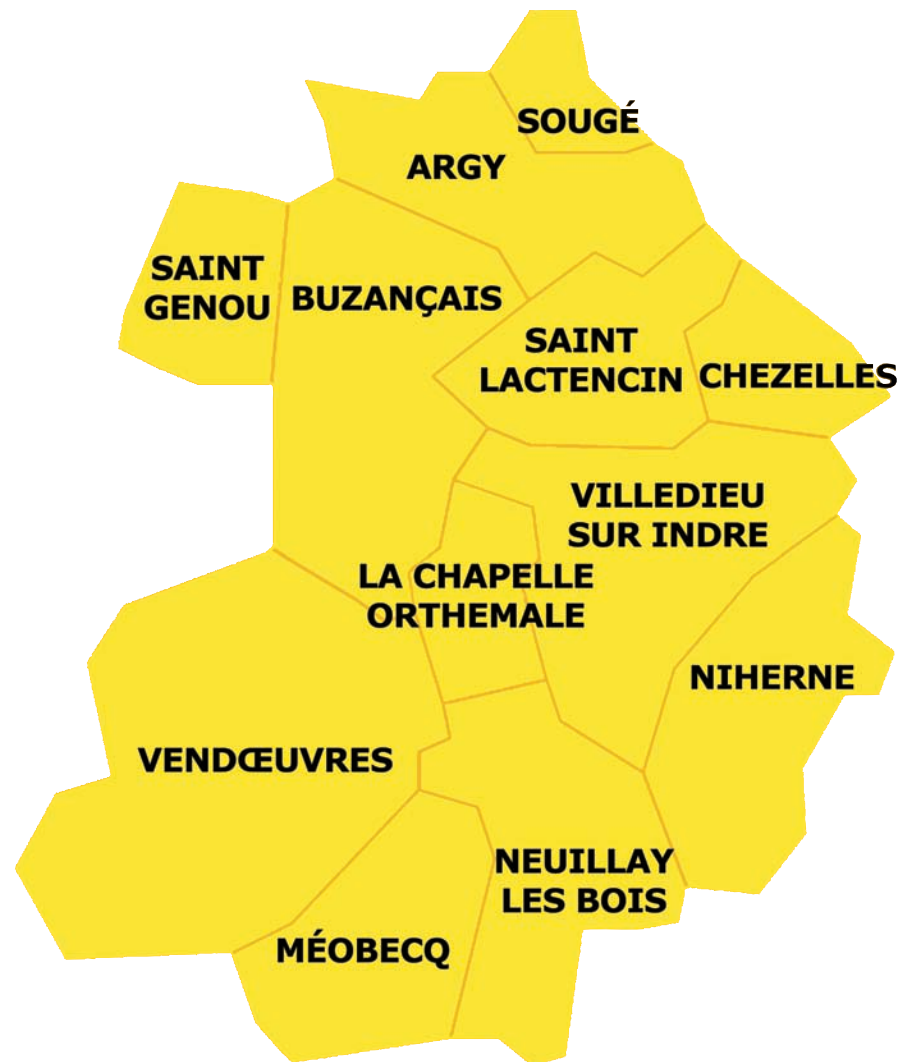 SOUGÉ
ARGY
SAINT
GENOU
BUZANÇAIS
SAINT
LACTENCIN
CHEZELLES
VILLEDIEU
SUR INDRE
LA CHAPELLE
ORTHEMALE
NIHERNE
VENDŒUVRES
NEUILLAY
LES BOIS
MÉOBECQ